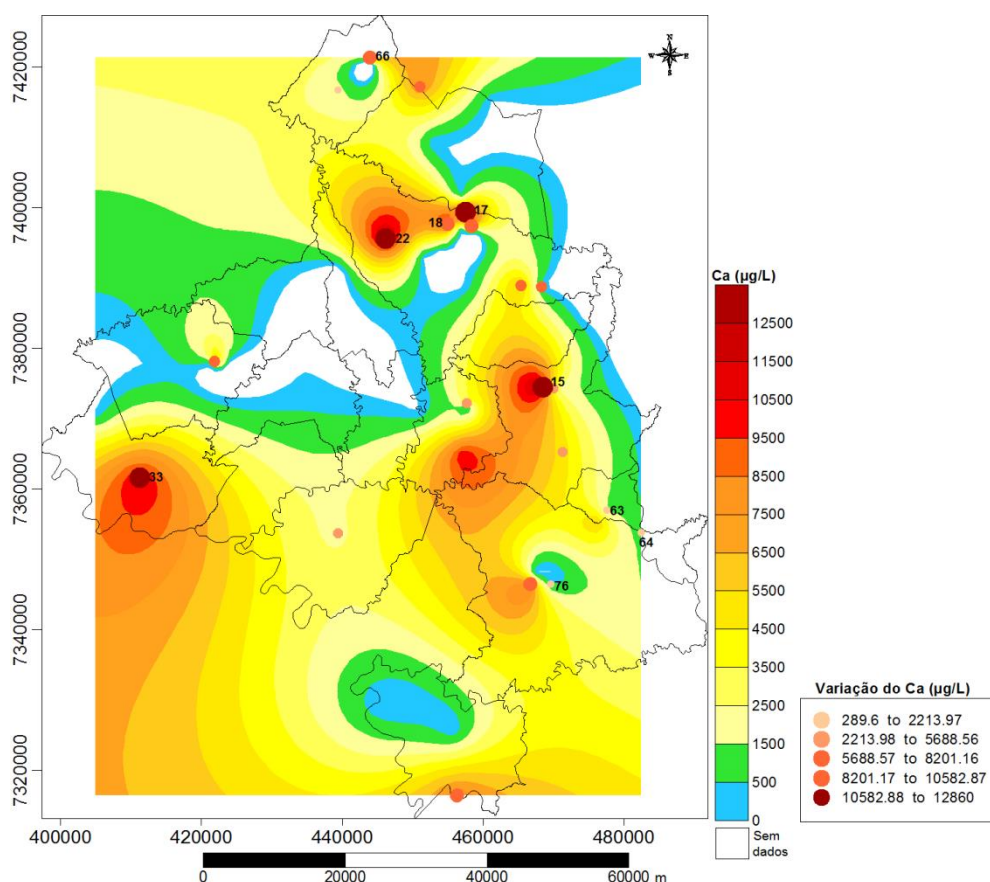 7420000
7400000
7380000
7360000
7340000
7320000
400000
420000
440000
460000
480000
0
20000
40000
60000 m
66
17
18
22
15
33
63
64
76
N
W
E
S
Ca (µg/L)
12500
11500
10500
9500
8500
7500
6500
5500
4500
3500
2500
1500
500
0
Sem
dados
Variação do Ca (µg/L)
289.6 to 2213.97
2213.98 to 5688.56
5688.57 to 8201.16
8201.17 to 10582.87
10582.88 to 12860